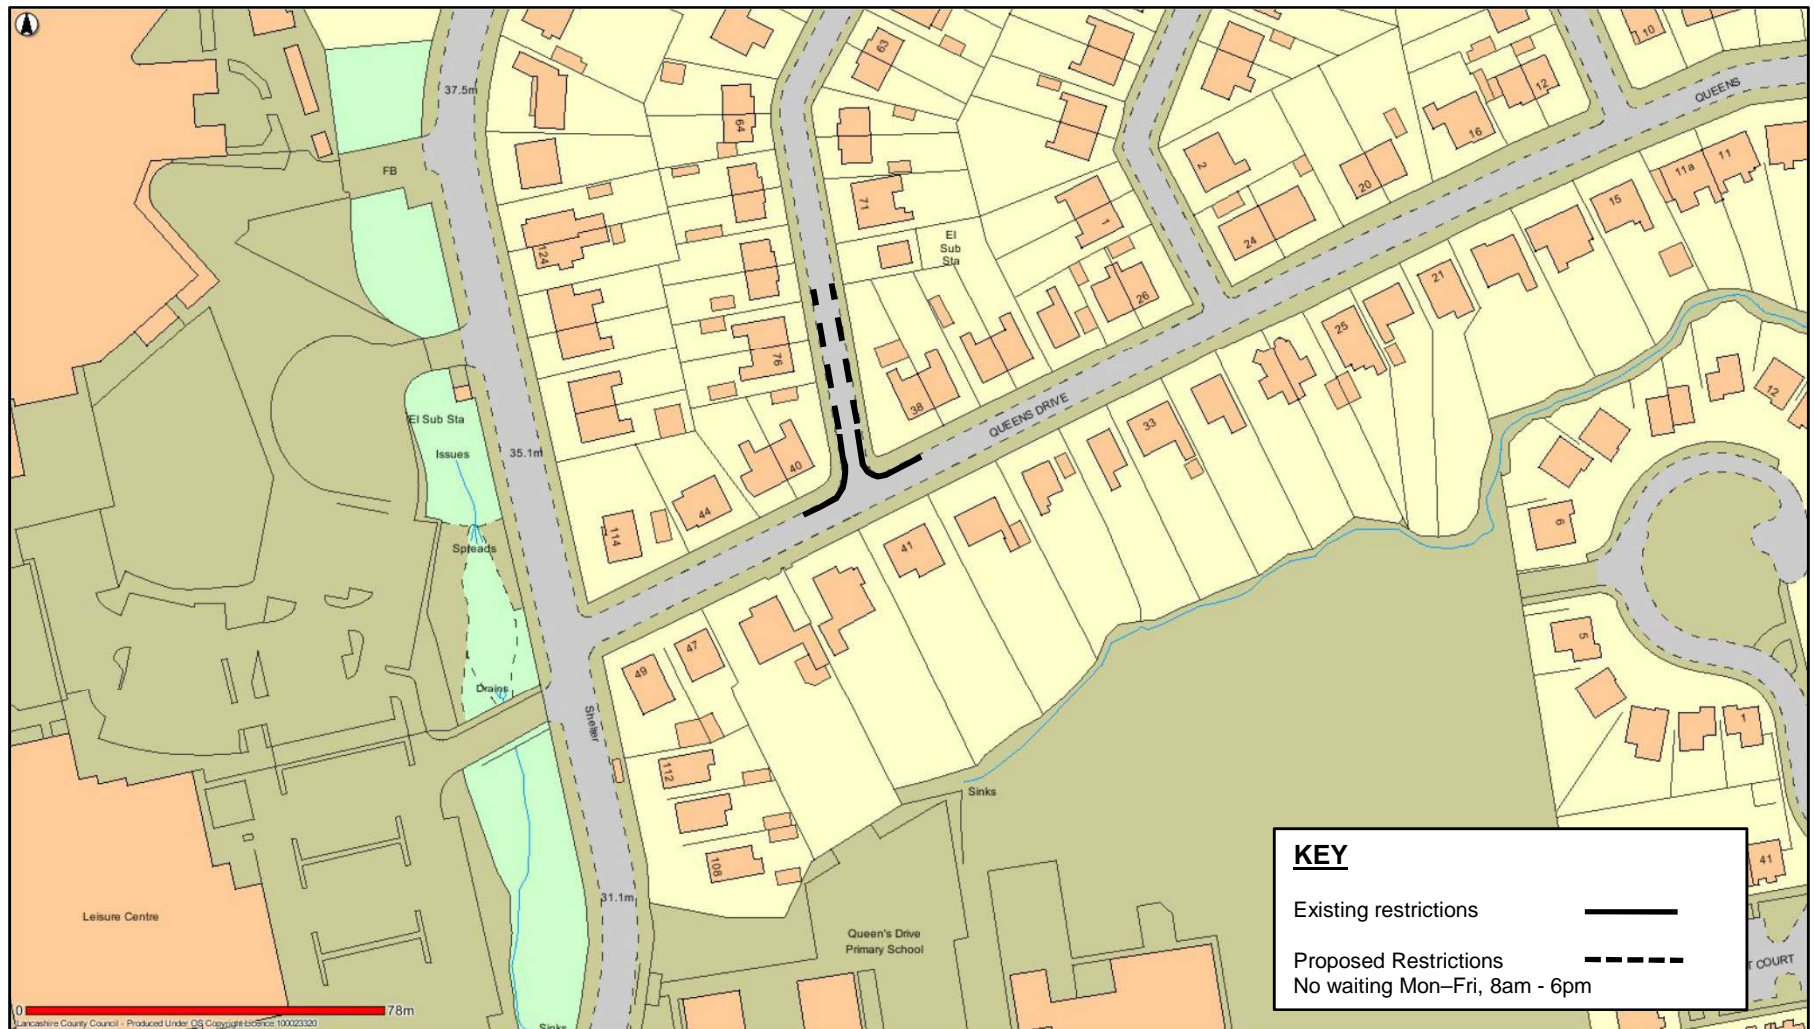 37.5m
FB
63
64
71
124
76
El
Sub
Sta
1
2
24
26
20
16
12
10
QUEENS
11a
11
15
21
25
38
QUEENS DRIVE
33
40
44
114
41
El Sub Sta
Issues
35.1m
Spreads
Drains
49
47
Shelter
112
108
31.1m
Sinks
12
6
5
1
41
Leisure Centre
Queen's Drive
Primary School
Sinks
T COURT
KEY
Existing restrictions
Proposed Restrictions
No waiting Mon–Fri, 8am - 6pm
0
78m
Lancashire County Council - Produced Under OS Copyright Licence 100023320